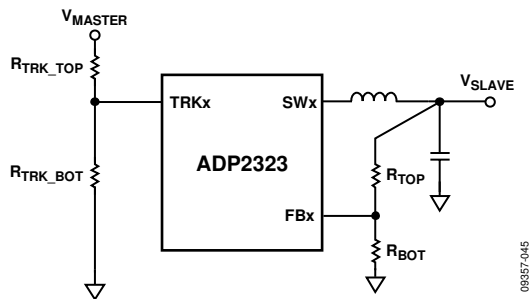 VMASTER
RTRK_TOP
TRKx
SWx
VSLAVE
RTRK_BOT
ADP2323
RTOP
FBx
RBOT
09357-045